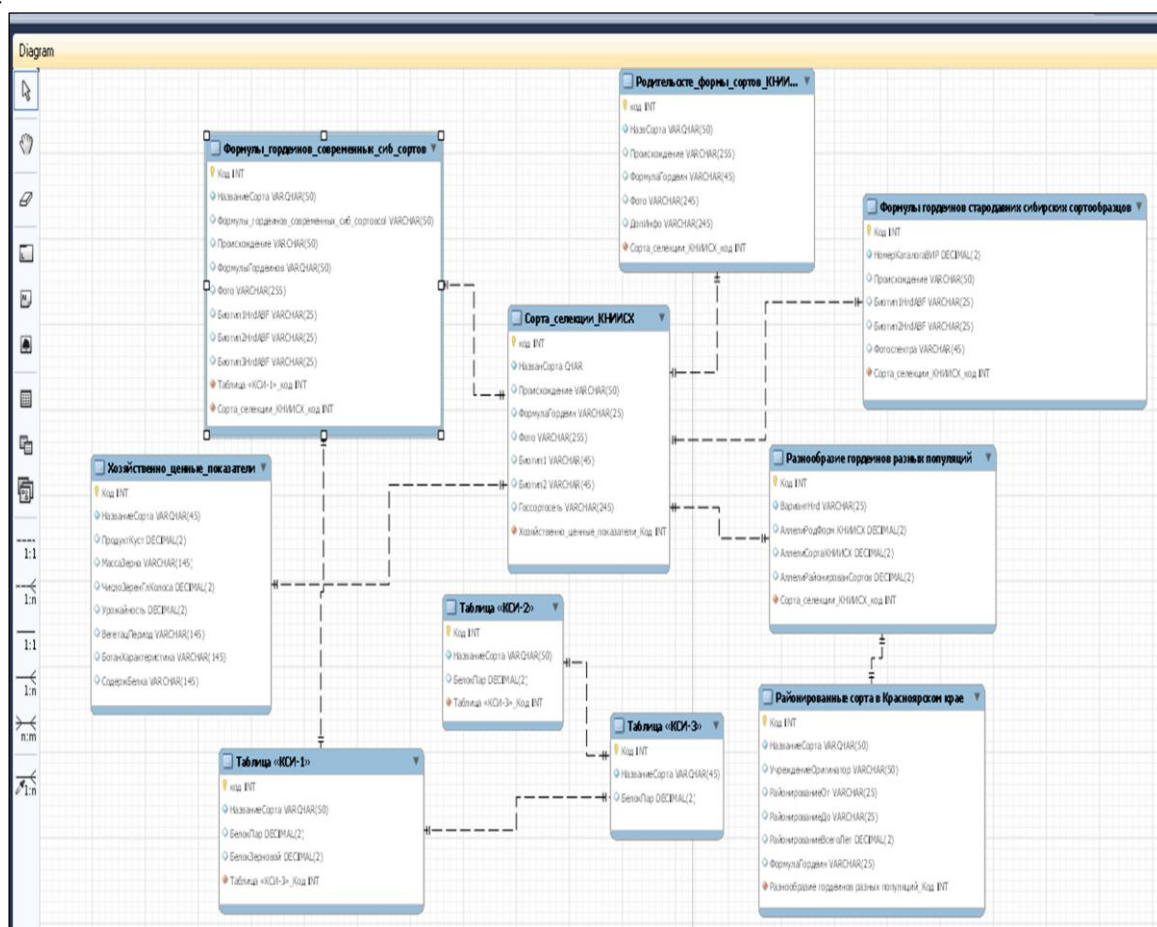 Diagram
Родительскте_формы_сортов_КНИИ...
код INT
НазвСорта VARCHAR(50)
Происхождение VARCHAR(255)
ФормулаГордеин VARCHAR(45)
Фото VARCHAR(245)
ДопИнфо VARCHAR(245)
Сорта_селекции_КНИИСХ_код INT
Формулы_гордеинов_современных_сиб_сортов
Код INT
НазваниеСорта VARCHAR(50)
Формулы_гордеинов_современных_сиб_сортовcol VARCHAR(50)
Происхождение VARCHAR(50)
ФормулыГордеинов VARCHAR(50)
Фото VARCHAR(255)
Биотип1HrdABF VARCHAR(25)
Биотип2HrdABF VARCHAR(25)
Биотип3HrdABF VARCHAR(25)
Таблица «КСИ-1»_код INT
Сорта_селекции_КНИИСХ_код INT
Формулы гордеинов стародавних сибирских сортообразцов
Код INT
НомерКаталогаВИР DECIMAL(2)
Происхождение VARCHAR(50)
Биотип1HrdABF VARCHAR(25)
Биотип2HrdABF VARCHAR(25)
Фотоспектра VARCHAR(45)
Сорта_селекции_КНИИСХ_код INT
Сорта_селекции_КНИИСХ
код INT
НазванСорта CHAR
Происхождение VARCHAR(50)
ФормулаГордеин VARCHAR(25)
Фото VARCHAR(255)
Биотип1 VARCHAR(45)
Биотип2 VARCHAR(45)
Госсортосеть VARCHAR(245)
Хозяйственно_ценные_показатели_Код INT
Хозяйственно_ценные_показатели
Код INT
НазваниеСорта VARCHAR(45)
ПродуктКуст DECIMAL(2)
МассаЗерна VARCHAR(145)
ЧислоЗеренГлКолоса DECIMAL(2)
Урожайность DECIMAL(2)
ВегетацПериод VARCHAR(145)
БотанХарактеристика VARCHAR(145)
СодержБелка VARCHAR(145)
Разнообразие гордеинов разных популяций
Код INT
ВариантHrd VARCHAR(25)
АллелиРодФорм КНИИСХ DECIMAL(2)
АллелиСортаКНИИСХ DECIMAL(2)
АллелиРайонированСортов DECIMAL(2)
Сорта_селекции_КНИИСХ_код INT
Таблица «КСИ-2»
Код INT
НазваниеСорта VARCHAR(50)
БелокПар DECIMAL(2)
Таблица «КСИ-3»_Код INT
Районированные сорта в Красноярском крае
Код INT
НазваниеСорта VARCHAR(50)
УчреждениеОригинатор VARCHAR(50)
РайонированиеОт VARCHAR(25)
РайонированиеДо VARCHAR(25)
РайонированиеВсегоЛет DECIMAL(2)
ФормулаГордеин VARCHAR(25)
Разнообразие гордеинов разных популяций_Код INT
Таблица «КСИ-3»
Код INT
НазваниеСорта VARCHAR(45)
БелокПар DECIMAL(2)
Таблица «КСИ-1»
код INT
НазваниеСорта VARCHAR(50)
БелокПар DECIMAL(2)
БелокЗерновой DECIMAL(2)
Таблица «КСИ-3»_Код INT
1:1
1:n
1:1
1:n
n:m
1:n